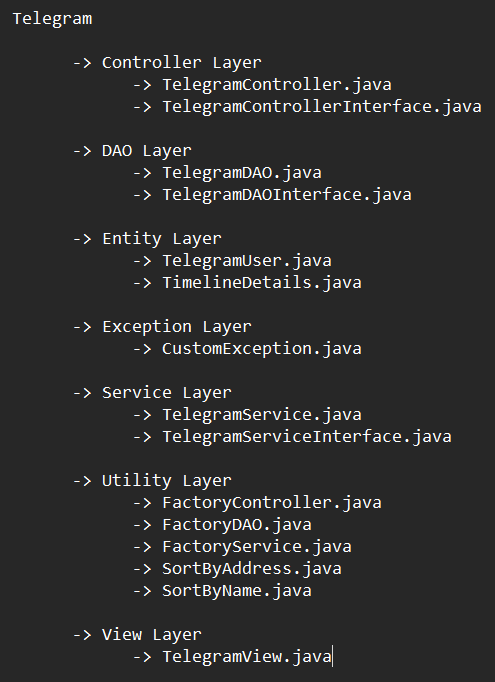 Telegram
-> Controller Layer
-> TelegramController.java
-> TelegramControllerInterface.java
-> DAO Layer
-> TelegramDAO.java
-> TelegramDAOInterface.java
-> Entity Layer
-> TelegramUser.java
-> TimelineDetails.java
-> Exception Layer
-> CustomException.java
-> Service Layer
-> TelegramService.java
-> TelegramServiceInterface.java
-> Utility Layer
-> FactoryController.java
-> FactoryDAO.java
-> FactoryService.java
-> SortByAddress.java
-> SortByName.java
-> View Layer
-> TelegramView.java